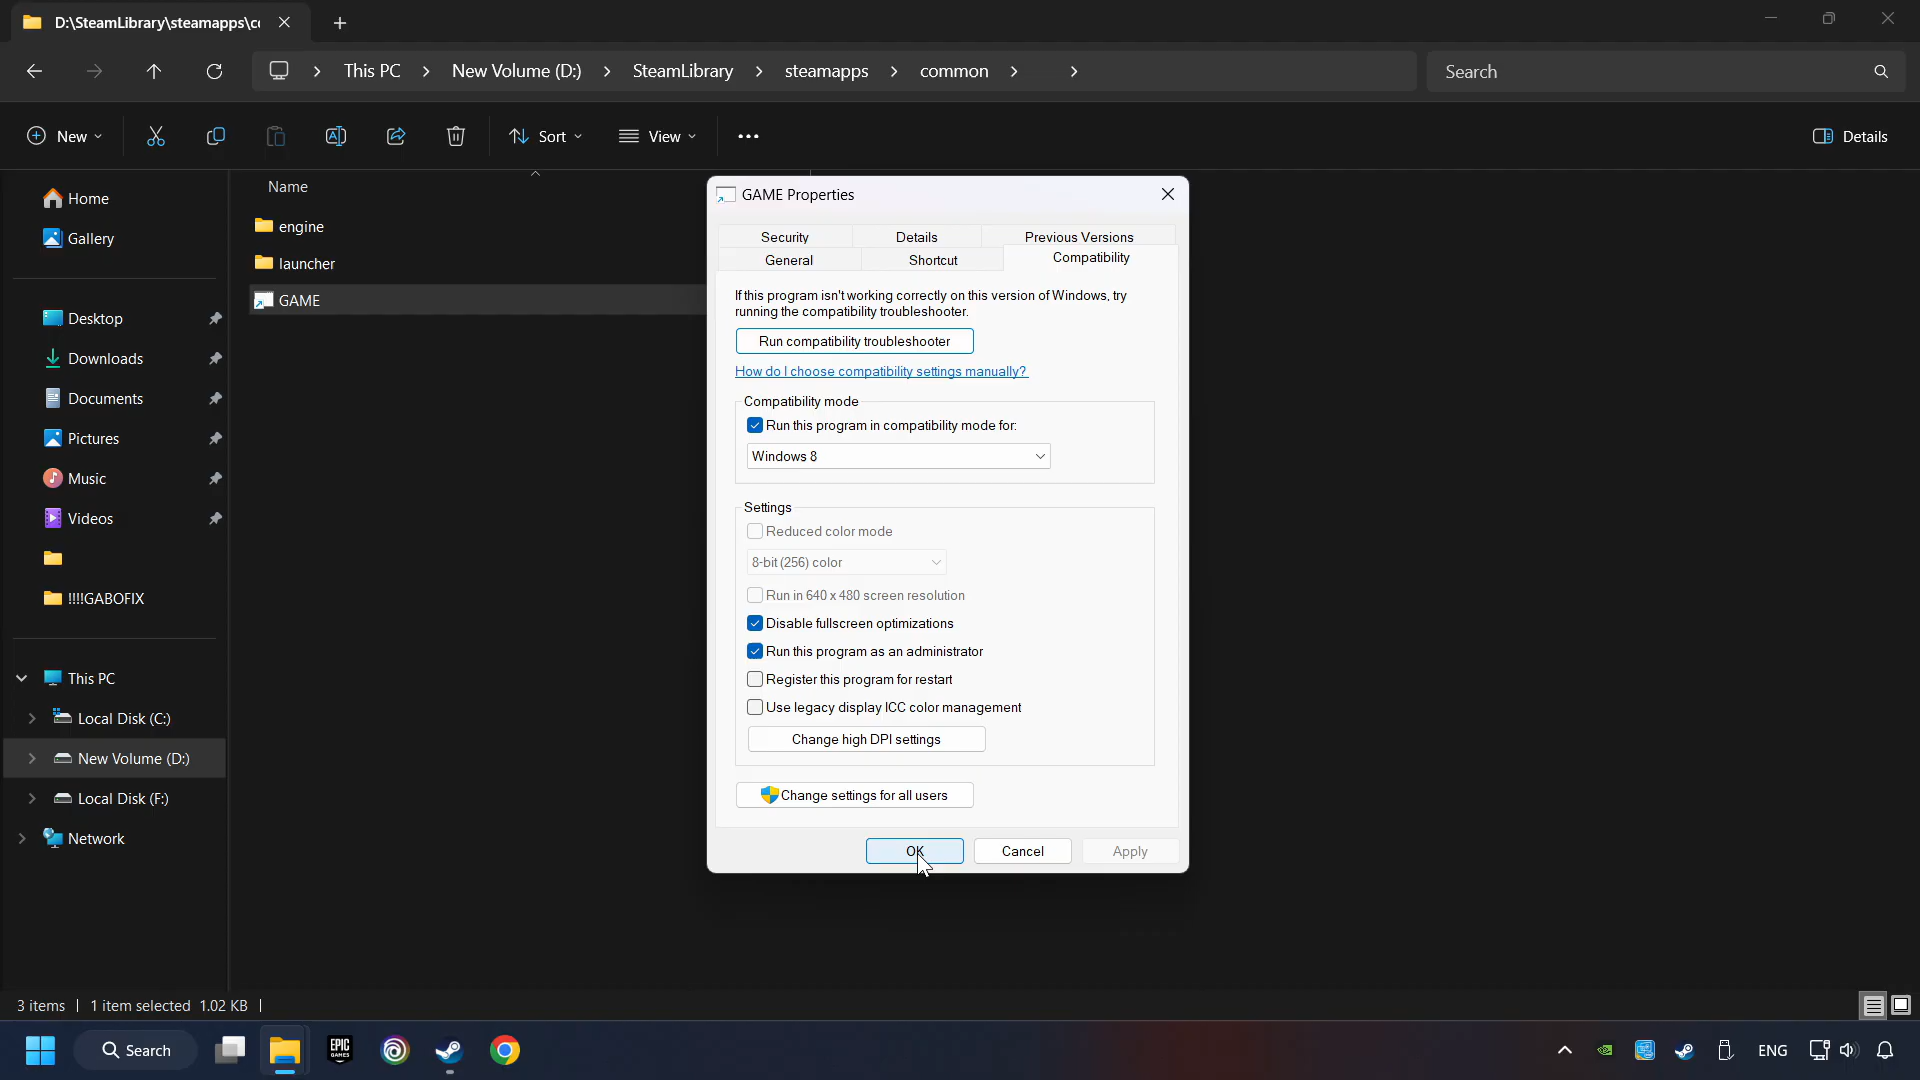 D:\SteamLibrary\steamapps\cc
This PC
New Volume (D:)
SteamLibrary
steamapps
common
Search
New
Sort
View
Details
Name
Home
Gallery
engine
launcher
GAME
Desktop
Downloads
Documents
Pictures
Music
Videos
!!!!GABOFIX
This PC
Local Disk (C:)
New Volume (D:)
Local Disk (F:)
Network
GAME Properties
Security
Details
Previous Versions
General
Shortcut
Compatibility
If this program isn't working correctly on this version of Windows, try
running the compatibility troubleshooter.
Run compatibility troubleshooter
How do I choose compatibility settings manually?
Compatibility mode
Run this program in compatibility mode for:
Windows 8
Settings
Reduced color mode
8-bit (256) color
Run in 640 x 480 screen resolution
Disable fullscreen optimizations
Run this program as an administrator
Register this program for restart
Use legacy display ICC color management
Change high DPI settings
Change settings for all users
OK
Cancel
Apply
3 items
1 item selected 1.02 KB
Search
EPIC
GAMES
ENG